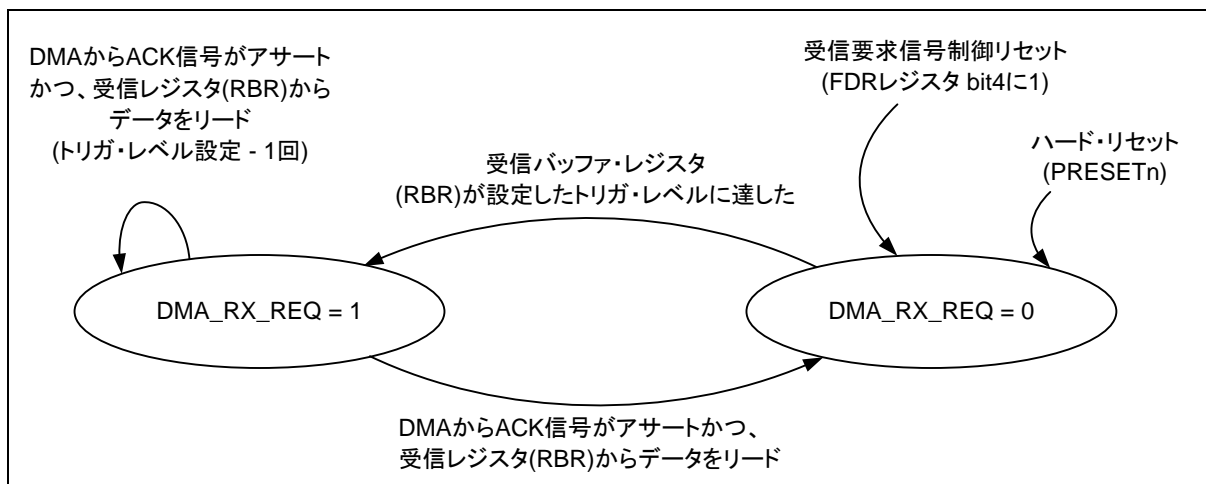 DMAからACK信号がアサート
かつ、受信レジスタ(RBR)から
データをリード
(トリガ・レベル設定 - 1回)
受信要求信号制御リセット
(FDRレジスタ bit4に1)
ハード・リセット
(PRESETn)
受信バッファ・レジスタ
(RBR)が設定したトリガ・レベルに達した
DMA_RX_REQ = 1
DMA_RX_REQ = 0
DMAからACK信号がアサートかつ、
受信レジスタ(RBR)からデータをリード